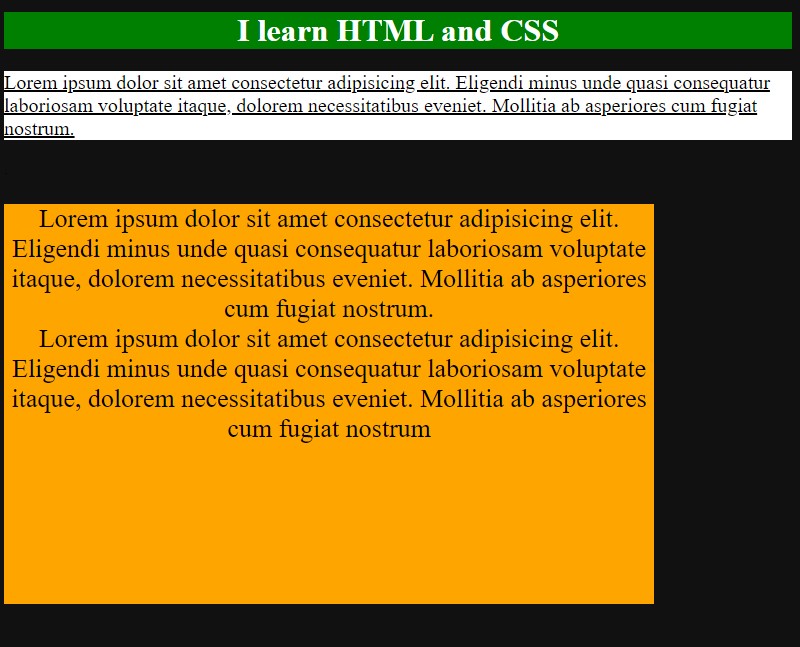 I learn HTML and CSS
Lorem ipsum dolor sit amet consectetur adipisicing elit. Eligendi minus unde quasi consequatur
laboriosam voluptate itaque, dolorem necessitatibus eveniet. Mollitia ab asperiores cum fugiat
nostrum.
Lorem ipsum dolor sit amet consectetur adipisicing elit.
Eligendi minus unde quasi consequatur laboriosam voluptate
itaque, dolorem necessitatibus eveniet. Mollitia ab asperiores
cum fugiat nostrum.
Lorem ipsum dolor sit amet consectetur adipisicing elit.
Eligendi minus unde quasi consequatur laboriosam voluptate
itaque, dolorem necessitatibus eveniet. Mollitia ab asperiores
cum fugiat nostrum